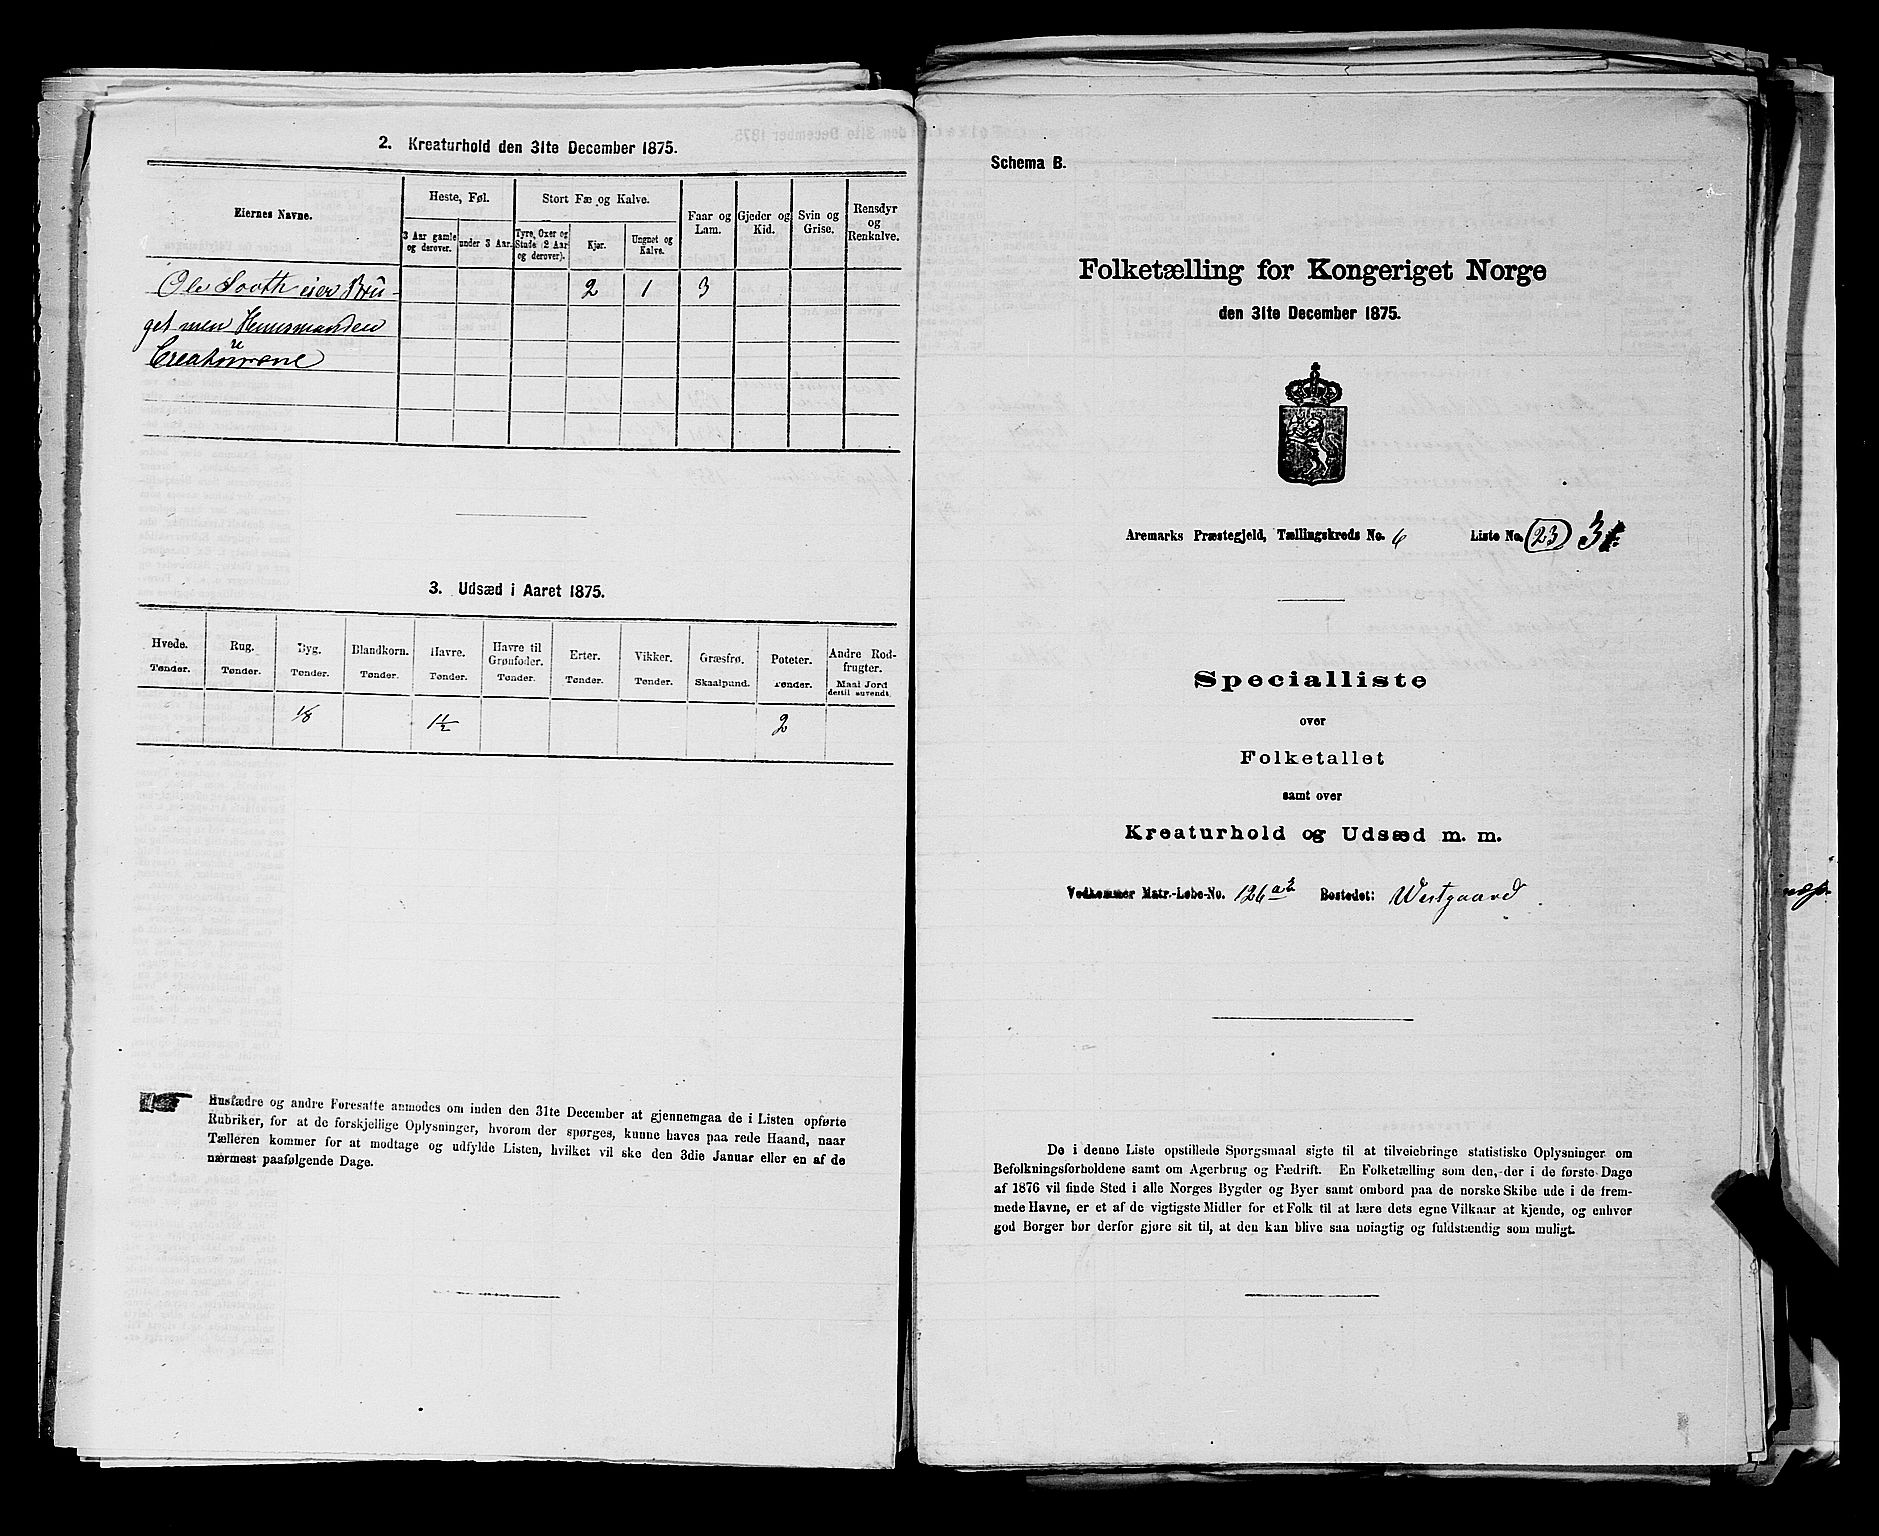 2. Kreaturhold den 31te December 1875.
Eiernes Navne.
Heste, Føl.
Stort Fæ og Kalve.
Faar og Lam.
Gjeder og Kid.
Svin og Grise.
Rensdyr og Renkalve.
3 Aar gamle og derover.
under 3 Aar.
Tyre, Oxer og Stude (2 Aar og derover).
Kjør.
Ungnøt og Kalve.
Ole Sooth eier Bru- 2 1 3
get men Huusmanden
Creaturene
3. Udsæd i Aaret 1875.
Hvede. Rug. Byg. Blandkorn. Havre. Havre til Grønfoder. Erter. Vikker. Græsfrø. Poteter. Andre Rodfrugter.
Tønder. Tønder. Tønder. Tønder. Tønder. Tønder. Tønder. Tønder. Skaalpund. Tønder. Maal Jord dertil anvendt.
1/8 1 1/2 2
Husfædre og andre Foresatte anmodes om inden den 31te December at gjennemgaa de i Listen opførte
Rubriker, for at de forskjellige Oplysninger, hvorom der spørges, kunne haves paa rede Haand, naar
Tælleren kommer for at modtage og udfylde Listen, hvilket vil ske den 3die Januar eller en af de
nærmest paafølgende Dage.
Schema B.
Folketælling for Kongeriget Norge
den 31te December 1875.
Aremarks Præstegjeld, Tællingskreds No. 6 Liste No. 23
Specialliste
over
Folketallet
samt over
Kreaturhold og Udsæd m. m.
Vedkommer Matr.-Løbe-No. 126 a2 Bostedet: Westgaard
De i denne Liste opstillede Spørgsmaal sigte til at tilveiebringe statistiske Oplysninger om
Befolkningsforholdene samt om Agerbrug og Fædrift. En Folketælling som den, der i de første Dage
af 1876 vil finde Sted i alle Norges Bygder og Byer samt ombord paa de norske Skibe ude i de frem-
mede Havne, er et af de vigtigste Midler for et Folk til at lære dets egne Vilkaar at kjende, og enhver
god Borger bør derfor gjøre sit til, at den kan blive saa nøiagtig og fuldstændig som muligt.